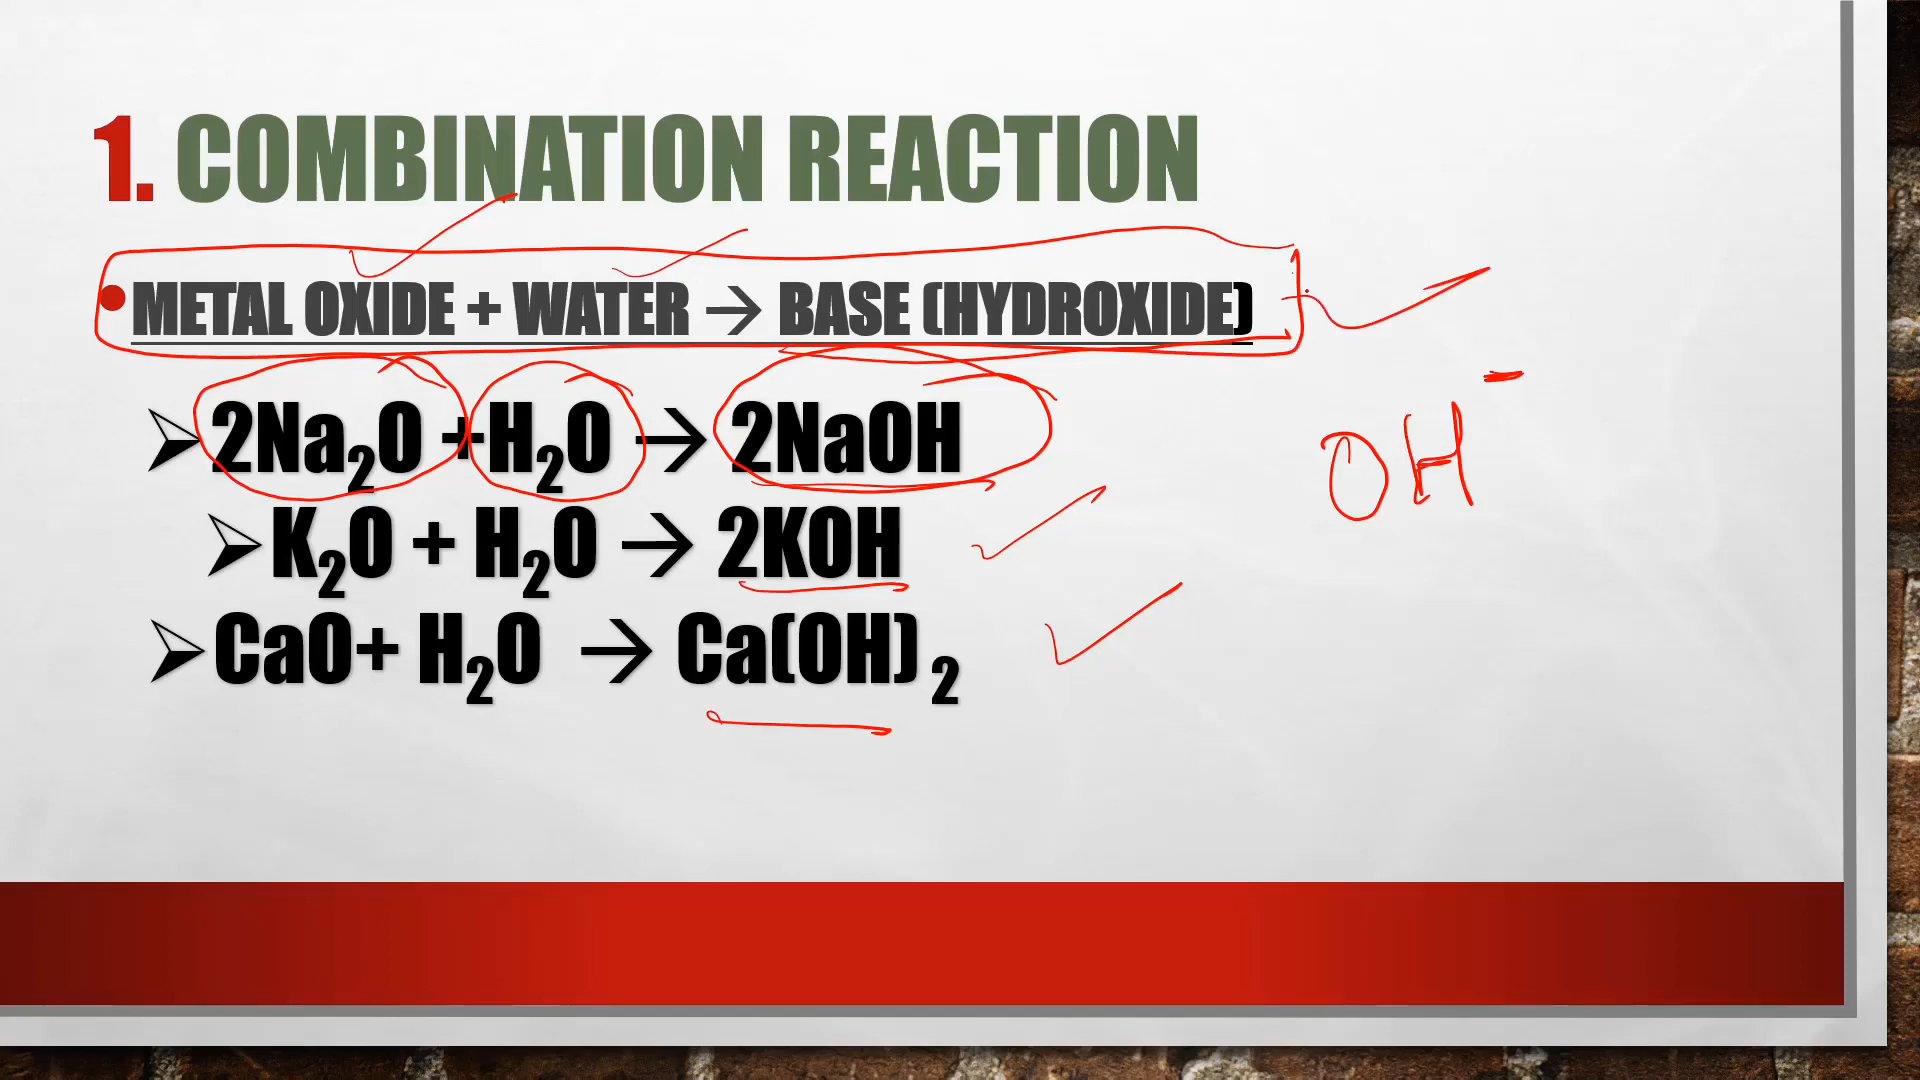 1. COMBINATION REACTION
•METAL OXIDE + WATER → BASE (HYDROXIDE)
➢2Na₂O +H₂O → 2NaOH
OH⁻
➢K₂O + H₂O → 2KOH
➢CaO+ H₂O → Ca(OH)₂